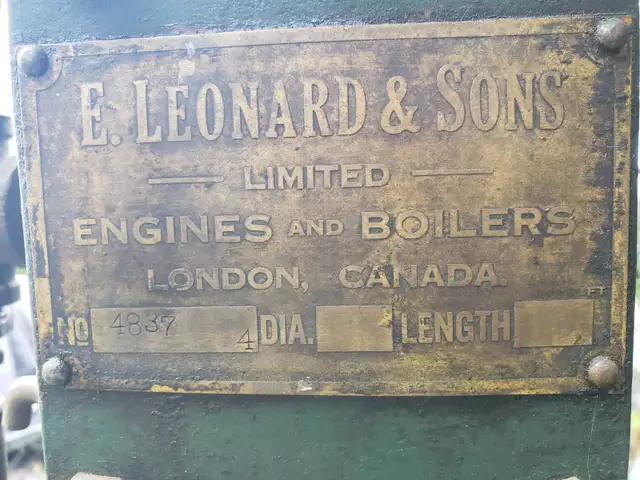 E. LEONARD & SONS
LIMITED
ENGINES AND BOILERS
LONDON, CANADA.
FT
NO 4837 4 DIA. LENGTH